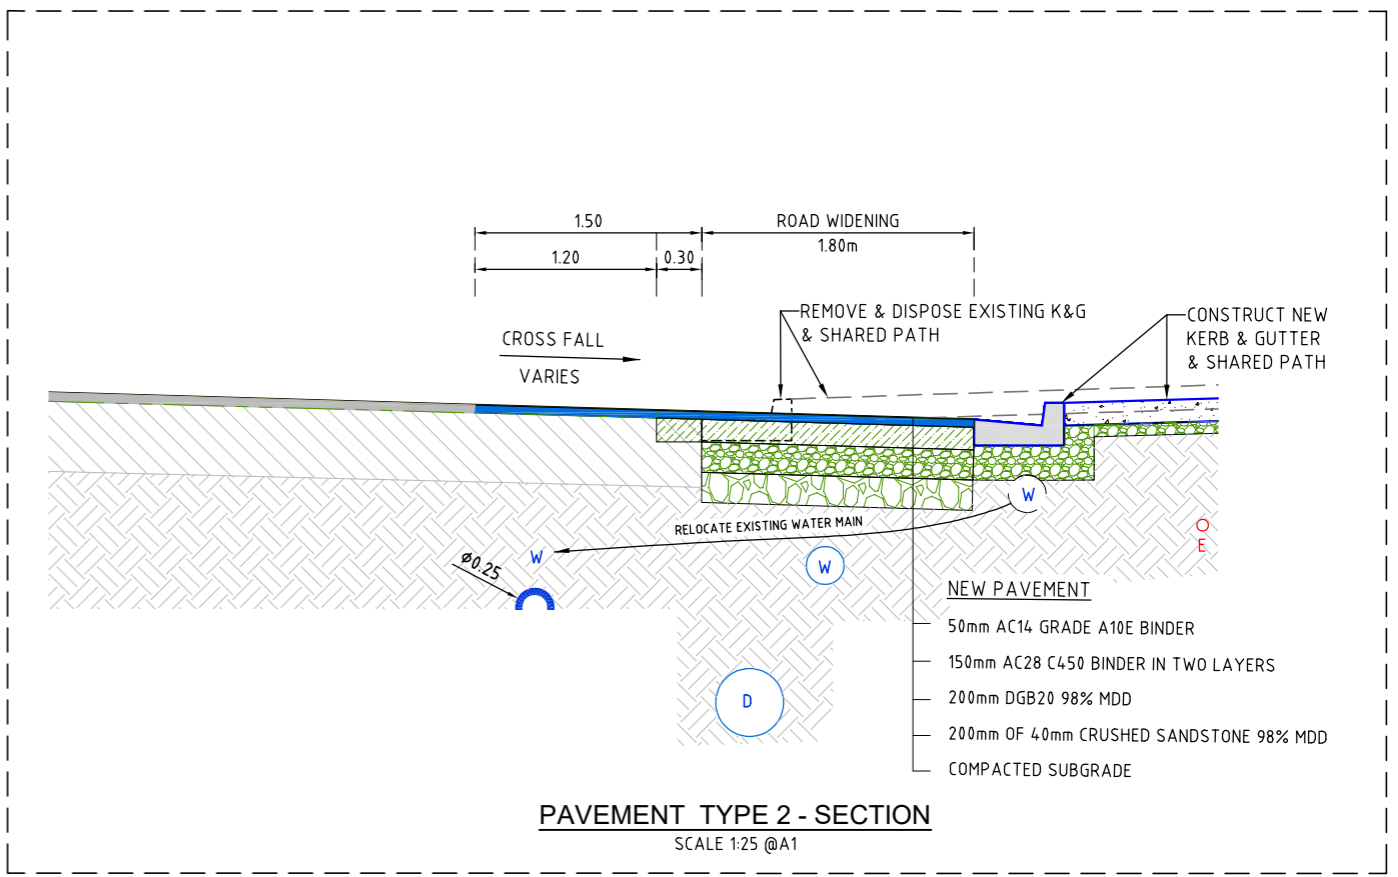 1.50
ROAD WIDENING
1.80m
1.20
0.30
REMOVE & DISPOSE EXISTING K&G
& SHARED PATH
CONSTRUCT NEW
KERB & GUTTER
& SHARED PATH
CROSS FALL
VARIES
W
RELOCATE EXISTING WATER MAIN
E
W
W
Ø0.25
NEW PAVEMENT
50mm AC14 GRADE A10E BINDER
150mm AC28 C450 BINDER IN TWO LAYERS
200mm DGB20 98% MDD
200mm OF 40mm CRUSHED SANDSTONE 98% MDD
COMPACTED SUBGRADE
D
PAVEMENT TYPE 2 - SECTION
SCALE 1:25 @A1